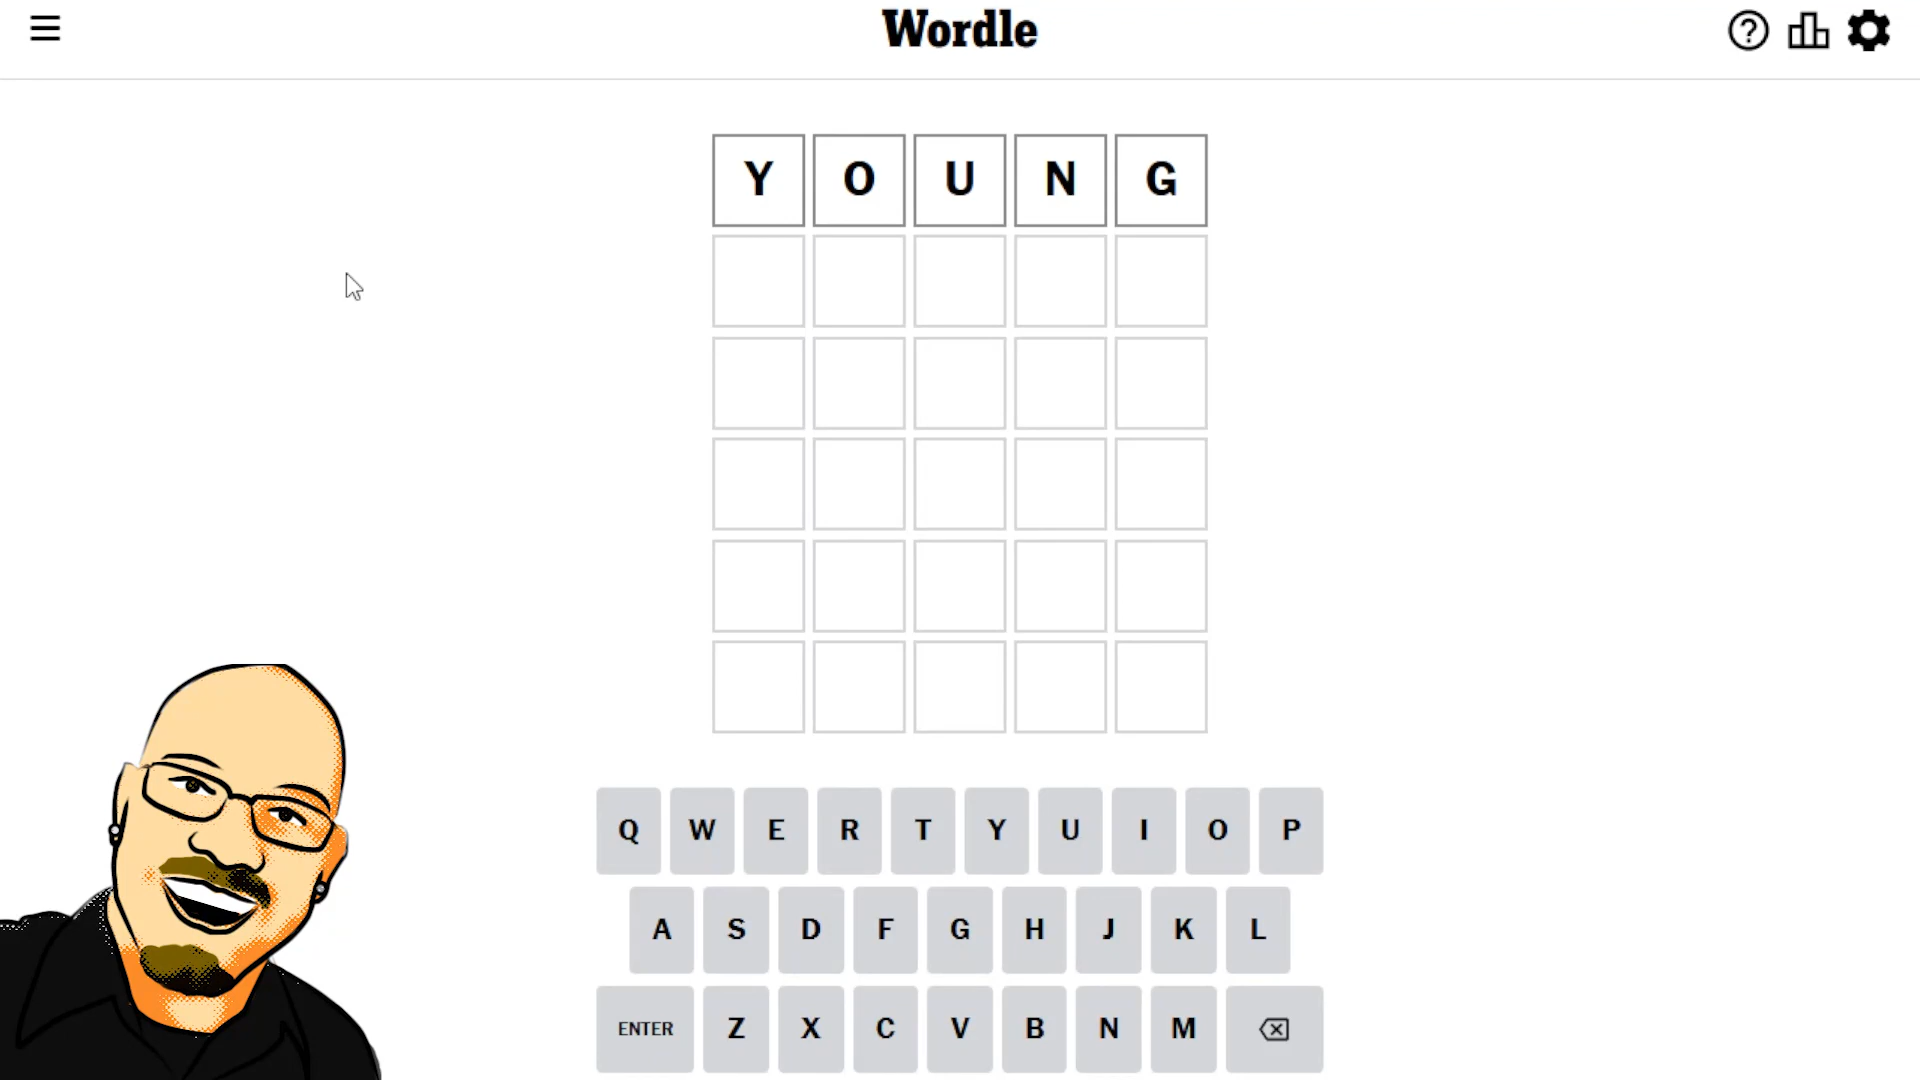 Wordle
Y O U N G
Q W E R T Y U I O P
A S D F G H J K L
ENTER Z X C V B N M